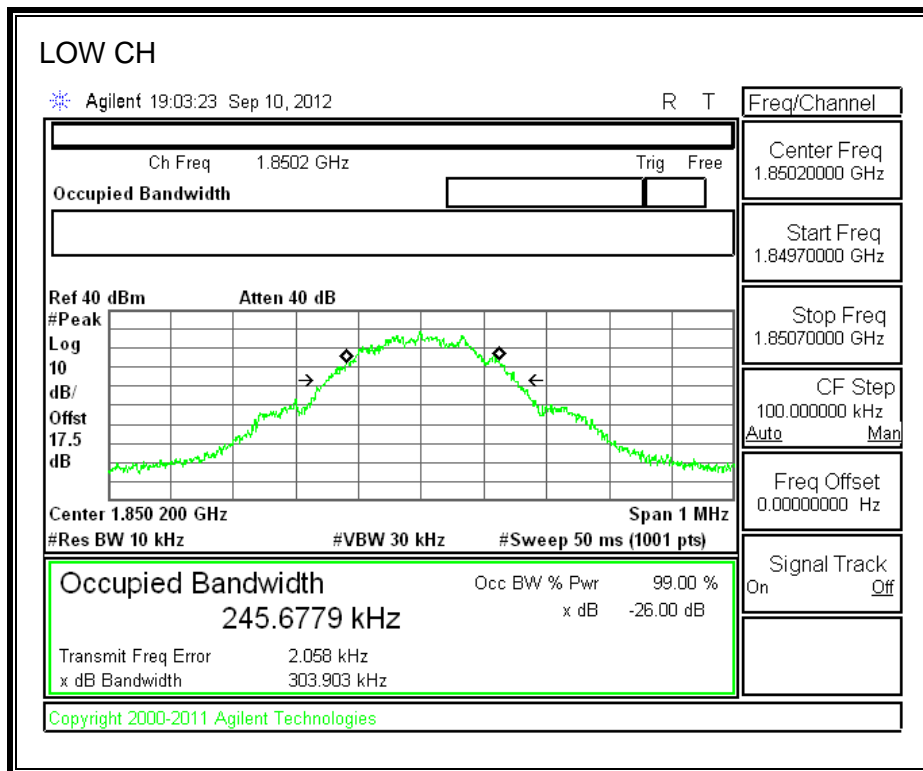 LOW CH
Agilent 19:03:23 Sep 10, 2012 R T
Freq/Channel
Ch Freq 1.8502 GHz Trig Free
Occupied Bandwidth
Center Freq
1.85020000 GHz
Start Freq
1.84970000 GHz
Stop Freq
1.85070000 GHz
CF Step
100.000000 kHz
Auto Man
Freq Offset
0.00000000 Hz
Signal Track
On Off
Ref 40 dBm Atten 40 dB
#Peak
Log
10
dB/
Offst
17.5
dB
Center 1.850 200 GHz Span 1 MHz
#Res BW 10 kHz #VBW 30 kHz #Sweep 50 ms (1001 pts)
Occupied Bandwidth Occ BW % Pwr 99.00 %
245.6779 kHz x dB -26.00 dB
Transmit Freq Error 2.058 kHz
x dB Bandwidth 303.903 kHz
Copyright 2000-2011 Agilent Technologies